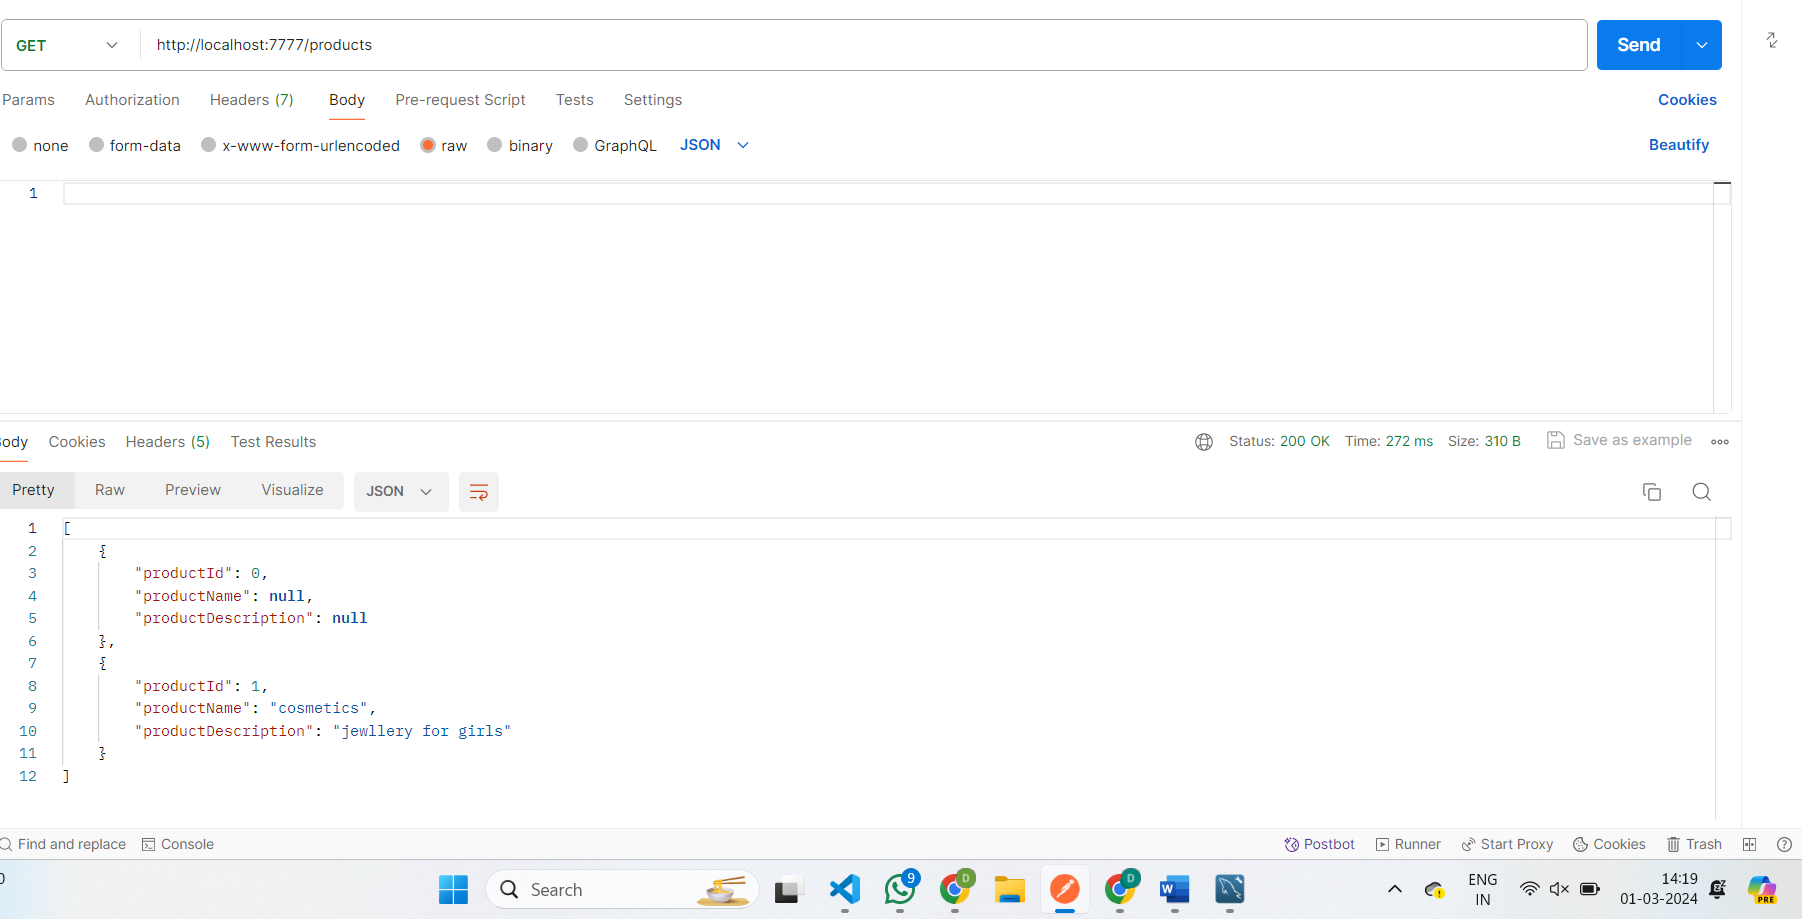 GET http://localhost:7777/products Send
Params Authorization Headers (7) Body Pre-request Script Tests Settings Cookies
none form-data x-www-form-urlencoded raw binary GraphQL JSON Beautify
1
ody Cookies Headers (5) Test Results Status: 200 OK Time: 272 ms Size: 310 B Save as example
Pretty Raw Preview Visualize JSON
1 [
2 {
3 "productId": 0,
4 "productName": null,
5 "productDescription": null
6 },
7 {
8 "productId": 1,
9 "productName": "cosmetics",
10 "productDescription": "jewllery for girls"
11 }
12 ]
Find and replace Console Postbot Runner Start Proxy Cookies Trash
0
Search 9 D D W ENG 14:19
IN 01-03-2024 PRE